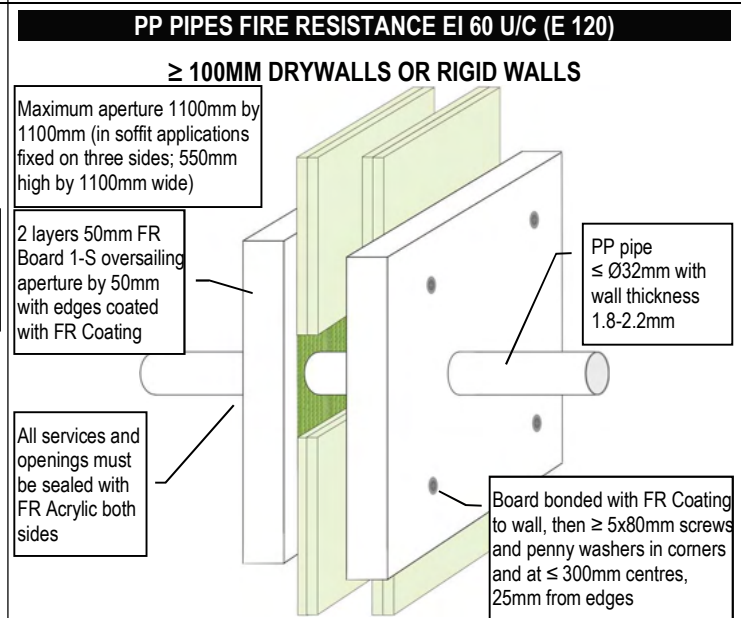 PP PIPES FIRE RESISTANCE EI 60 U/C (E 120)
≥ 100MM DRYWALLS OR RIGID WALLS
Maximum aperture 1100mm by
1100mm (in soffit applications
fixed on three sides; 550mm
high by 1100mm wide)
2 layers 50mm FR
Board 1-S oversailing
aperture by 50mm
with edges coated
with FR Coating
PP pipe
≤ Ø32mm with
wall thickness
1.8-2.2mm
All services and
openings must
be sealed with
FR Acrylic both
sides
Board bonded with FR Coating
to wall, then ≥ 5x80mm screws
and penny washers in corners
and at ≤ 300mm centres,
25mm from edges